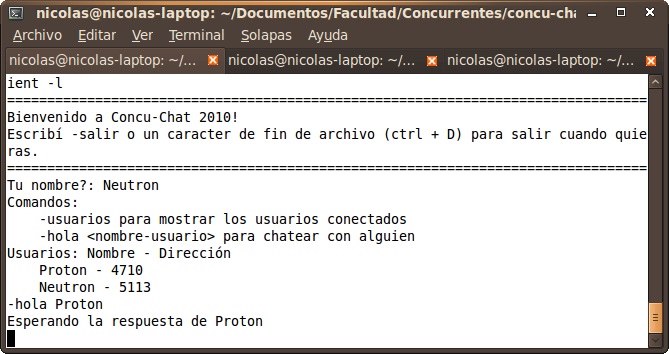 nicolas@nicolas-laptop: ~/Documentos/Facultad/Concurrentes/concu-cha
Archivo Editar Ver Terminal Solapas Ayuda
nicolas@nicolas-laptop: ~/... nicolas@nicolas-laptop: ~/... nicolas@nicolas-laptop: ~/...
ient -l
================================================================================
Bienvenido a Concu-Chat 2010!
Escribí -salir o un caracter de fin de archivo (ctrl + D) para salir cuando quie
ras.
================================================================================
Tu nombre?: Neutron
Comandos:
    -usuarios para mostrar los usuarios conectados
    -hola <nombre-usuario> para chatear con alguien
Usuarios: Nombre - Dirección
    Proton - 4710
    Neutron - 5113
-hola Proton
Esperando la respuesta de Proton